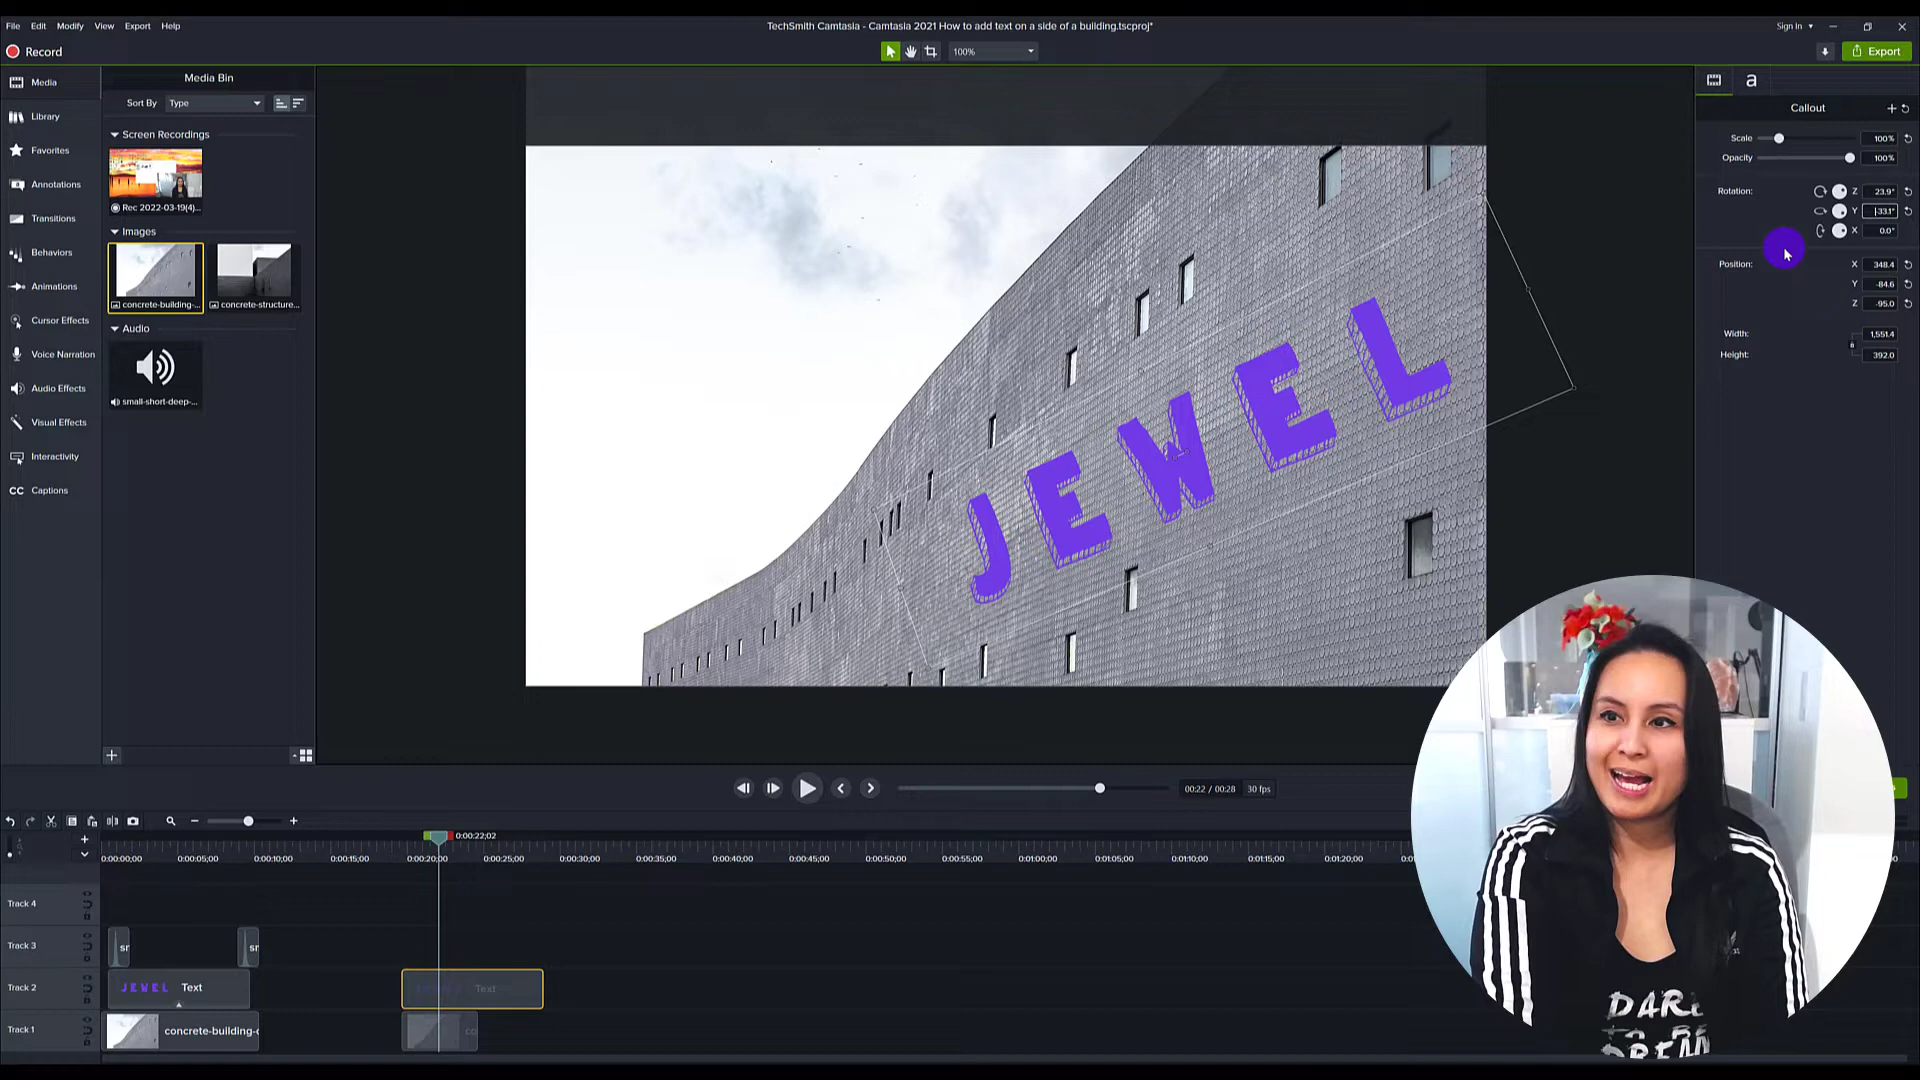 File Edit Modify View Export Help
TechSmith Camtasia - Camtasia 2021 How to add text on a side of a building.tscproj*
Sign In
Record
100%
Export
Media
Library
Favorites
Annotations
Transitions
Behaviors
Animations
Cursor Effects
Voice Narration
Audio Effects
Visual Effects
Interactivity
CC Captions
Media Bin
Sort By Type
Screen Recordings
Rec 2022-03-19(4)...
Images
concrete-building-... concrete-structure...
Audio
small-short-deep-...
JEWEL
a
Callout
Scale 100%
Opacity 100%
Rotation: Z 23.9°
Y -33.1°
X 0.0°
Position: X 348.4
Y -84.6
Z -95.0
Width: 1,551.4
Height: 392.0
00:22 / 00:28 30 fps
0:00:22;02
0:00:00;00 0:00:05;00 0:00:10;00 0:00:15;00 0:00:20;00 0:00:25;00 0:00:30;00 0:00:35;00 0:00:40;00 0:00:45;00 0:00:50;00 0:00:55;00 0:01:00;00 0:01:05;00 0:01:10;00 0:01:15;00 0:01:20;00
Track 4
Track 3 sr sr
Track 2 JEWEL Text Text
Track 1 concrete-building-c co
DARE
TO BE
DREAM